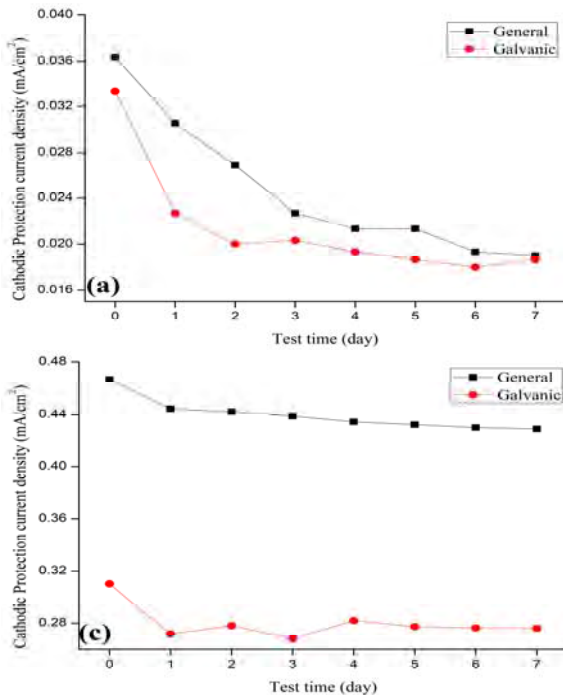 Cathodic Protection current density (mA/cm²)
0.040
0.036
0.032
0.028
0.024
0.020
0.016
General
Galvanic
(a)
0 1 2 3 4 5 6 7
Test time (day)
Cathodic Protection current density (mA/cm²)
0.48
0.44
0.40
0.36
0.32
0.28
General
Galvanic
(c)
0 1 2 3 4 5 6 7
Test time (day)